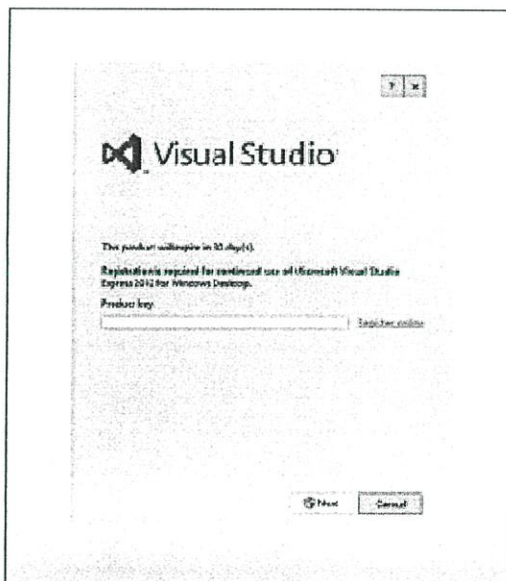 ? ×
Visual Studio
This product will expire in 30 day(s).
Registration is required for continued use of Microsoft Visual Studio
Express 2012 for Windows Desktop.
Product key:
Register online
Next Cancel